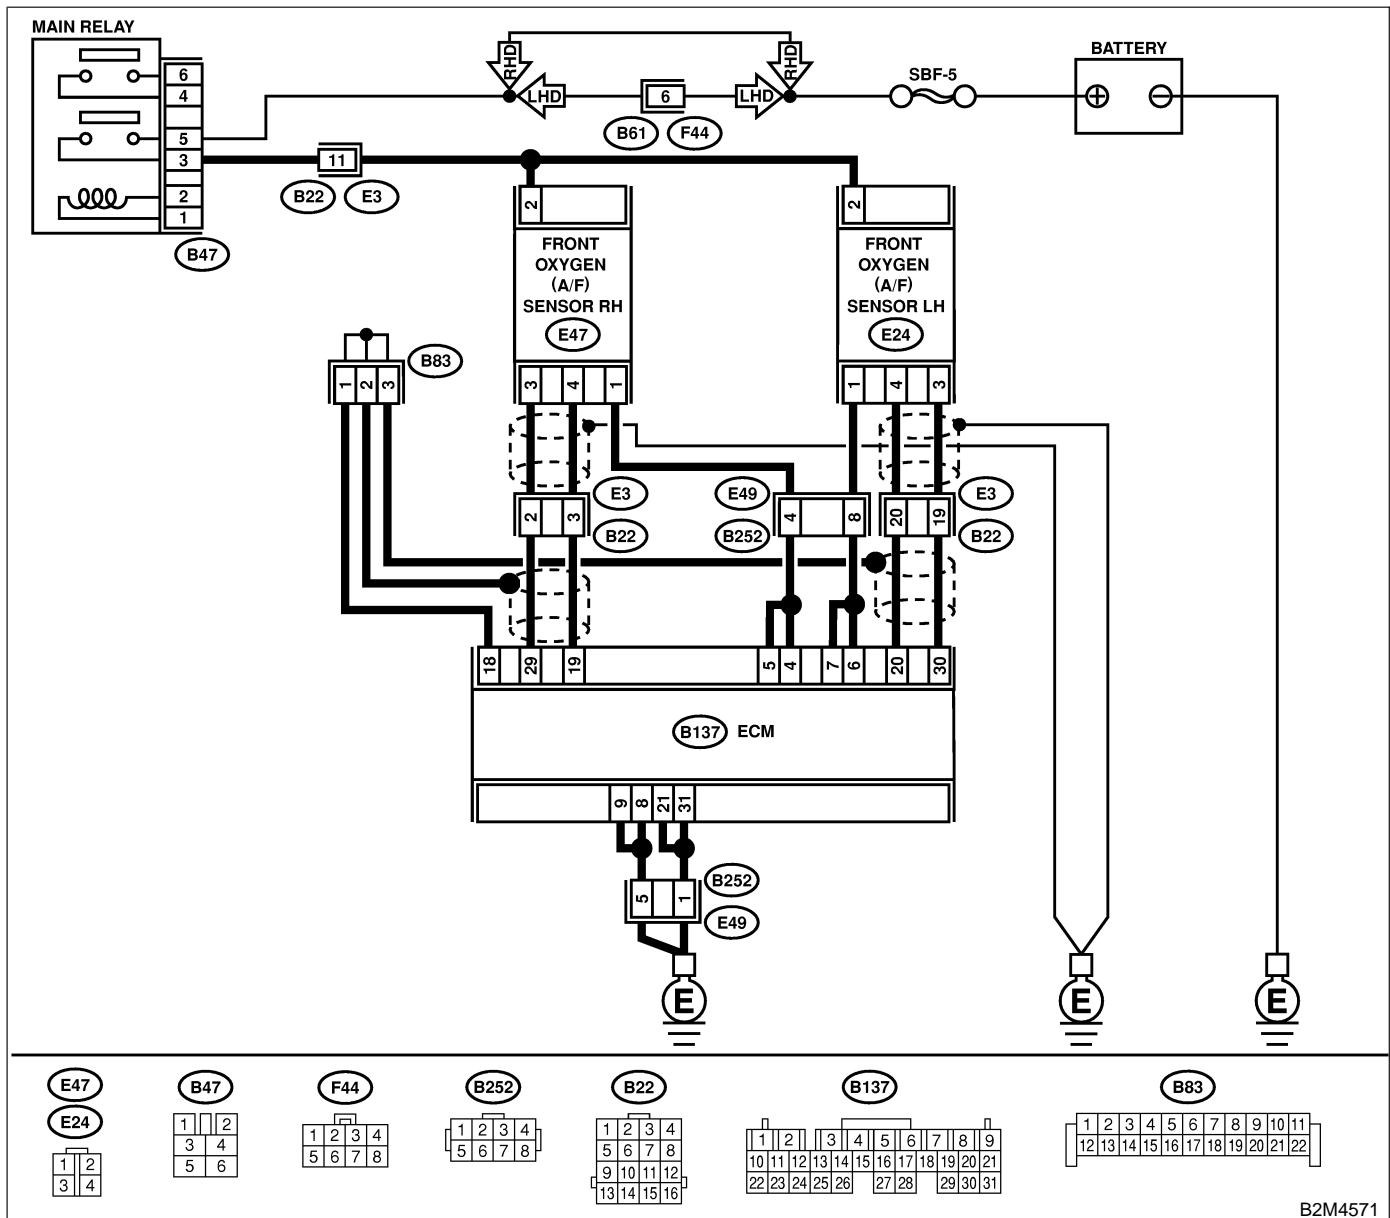 MAIN RELAY
6
4
5
3
2
1
B47
RHD
RHD
LHD
6
LHD
B61
F44
SBF-5
BATTERY
11
B22
E3
2
FRONT
OXYGEN
(A/F)
SENSOR RH
E47
2
FRONT
OXYGEN
(A/F)
SENSOR LH
E24
B83
1 2 3
3 4 1
1 4 3
E3
B22
2 3
E49
B252
4 8
20 19
E3
B22
18 29 19 5 4 7 6 20 30
B137 ECM
9 8 21 31
5 1
B252
E49
E
E
E
E47
E24
1 2
3 4
B47
1 2
3 4
5 6
F44
1 2 3 4
5 6 7 8
B252
1 2 3 4
5 6 7 8
B22
1 2 3 4
5 6 7 8
9 10 11 12
13 14 15 16
B137
1 2 3 4 5 6 7 8 9
10 11 12 13 14 15 16 17 18 19 20 21
22 23 24 25 26 27 28 29 30 31
B83
1 2 3 4 5 6 7 8 9 10 11
12 13 14 15 16 17 18 19 20 21 22
B2M4571